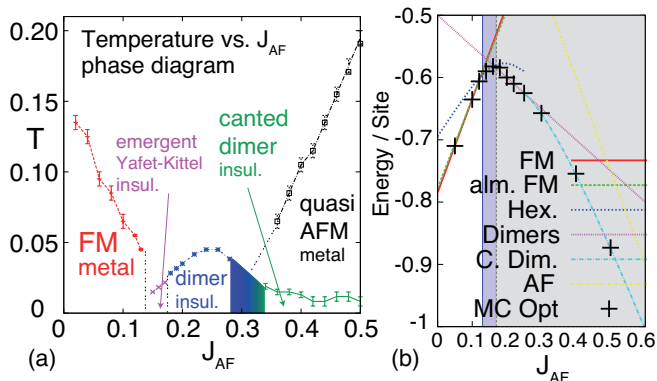 0.20
Temperature vs. J_AF
phase diagram
0.15
T
emergent
Yafet-Kittel
insul.
canted
dimer
insul.
0.10
FM
metal
quasi
AFM
metal
0.05
dimer
insul.
0
0
0.1
0.2
0.3
0.4
0.5
(a)
J_AF
-0.5
-0.6
-0.7
-0.8
-0.9
-1
Energy / Site
FM
alm. FM
Hex.
Dimers
C. Dim.
AF
MC Opt
0
0.1
0.2
0.3
0.4
0.5
0.6
(b)
J_AF